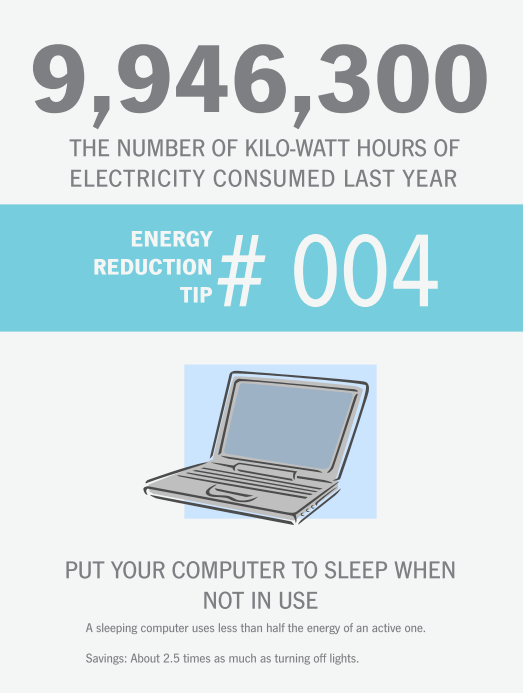 9,946,300
THE NUMBER OF KILO-WATT HOURS OF
ELECTRICITY CONSUMED LAST YEAR
ENERGY
REDUCTION
TIP
# 004
PUT YOUR COMPUTER TO SLEEP WHEN
NOT IN USE
A sleeping computer uses less than half the energy of an active one.
Savings: About 2.5 times as much as turning off lights.